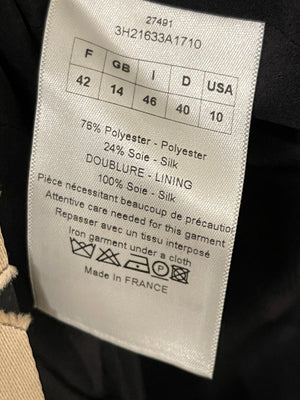 27491
3H21633A1710
F GB I D USA
42 14 46 40 10
76% Polyester - Polyester
24% Soie - Silk
DOUBLURE - LINING
100% Soie - Silk
Pièce nécessitant beaucoup de précaution
Attentive care needed for this garment
Repasser avec un tissu interposé
Iron garment under a cloth
P
Made in FRANCE